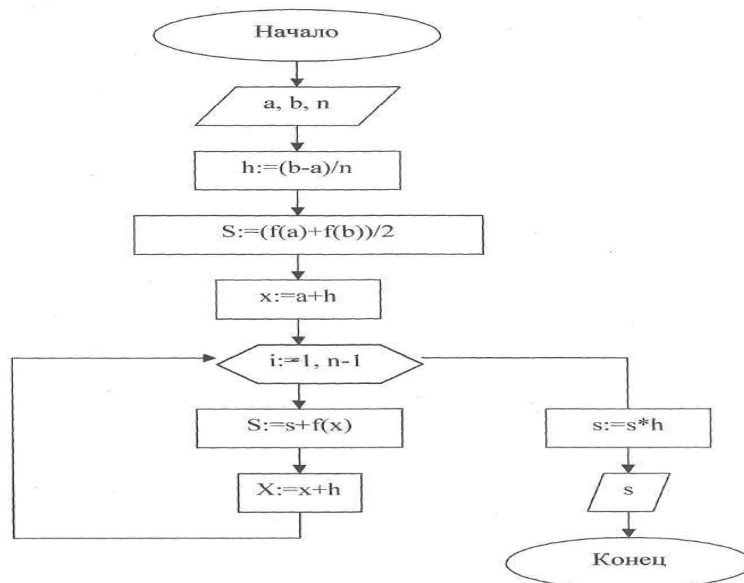 Начало
a, b, n
h:=(b-a)/n
S:=(f(a)+f(b))/2
x:=a+h
i:=1, n-1
S:=s+f(x)
X:=x+h
s:=s*h
s
Конец